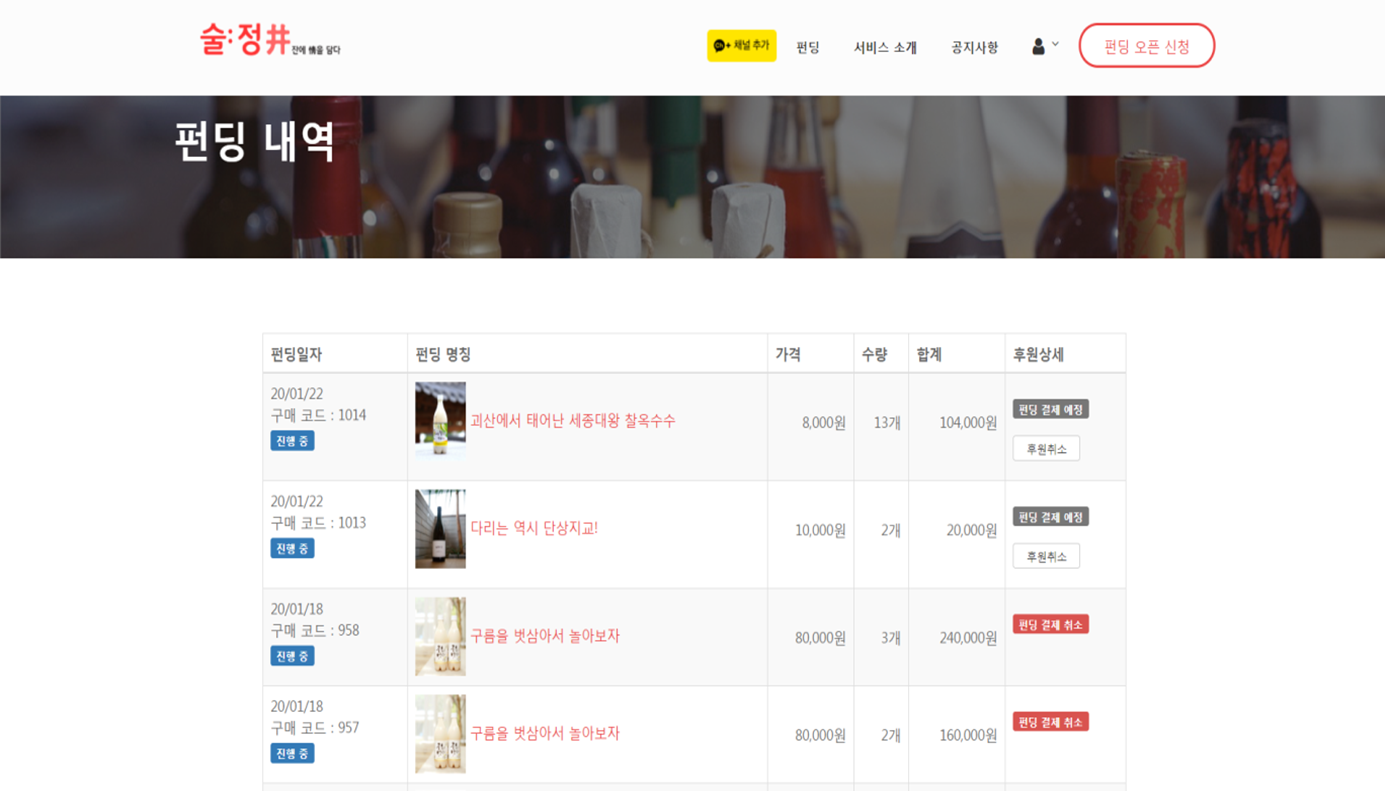 술:정井 잔에 情을 담다
Ch+ 채널 추가
펀딩
서비스 소개
공지사항
펀딩 오픈 신청
펀딩 내역
펀딩일자 펀딩 명칭 가격 수량 합계 후원상세
20/01/22
구매 코드 : 1014
진행 중
괴산에서 태어난 세종대왕 찰옥수수
8,000원
13개
104,000원
펀딩 결제 예정
후원취소
20/01/22
구매 코드 : 1013
진행 중
다리는 역시 단상지교!
10,000원
2개
20,000원
펀딩 결제 예정
후원취소
20/01/18
구매 코드 : 958
진행 중
구름을 벗삼아서 놀아보자
80,000원
3개
240,000원
펀딩 결제 취소
20/01/18
구매 코드 : 957
진행 중
구름을 벗삼아서 놀아보자
80,000원
2개
160,000원
펀딩 결제 취소